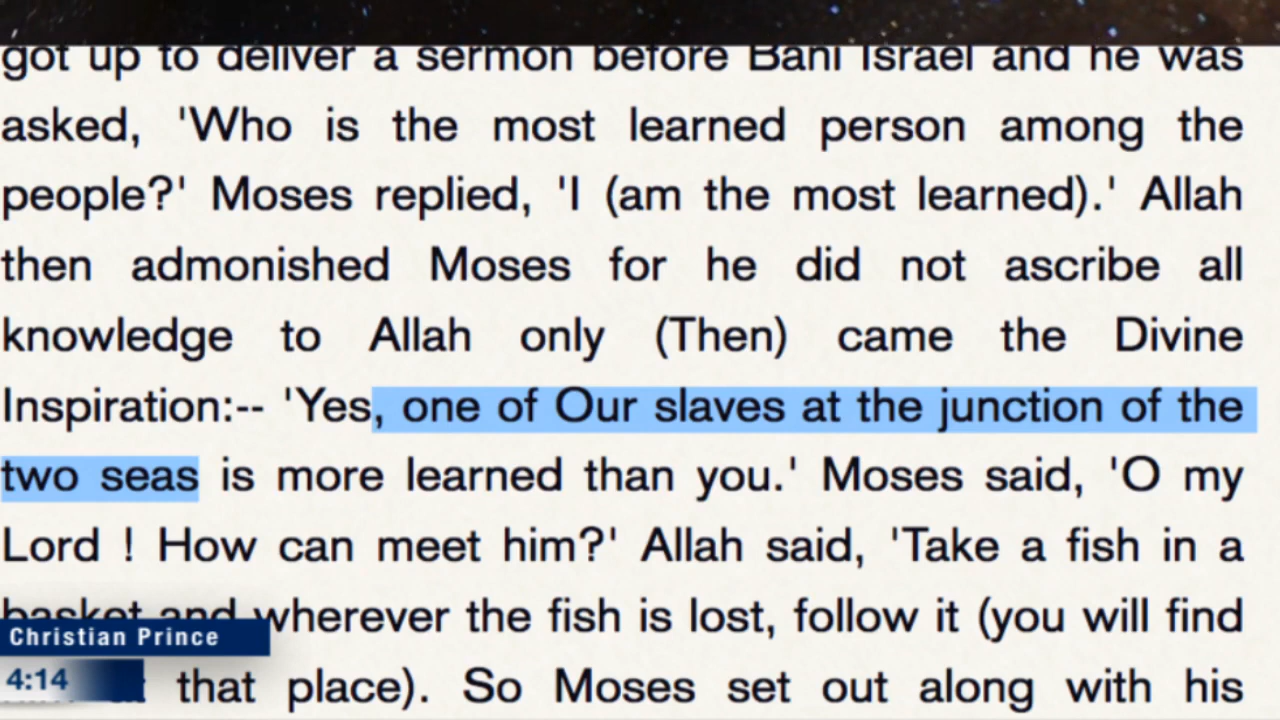 got up to deliver a sermon before Bani Israel and he was
asked, 'Who is the most learned person among the
people?' Moses replied, 'I (am the most learned).' Allah
then admonished Moses for he did not ascribe all
knowledge to Allah only (Then) came the Divine
Inspiration:-- 'Yes, one of Our slaves at the junction of the
two seas is more learned than you.' Moses said, 'O my
Lord ! How can meet him?' Allah said, 'Take a fish in a
basket and wherever the fish is lost, follow it (you will find
that place). So Moses set out along with his
Christian Prince
4:14